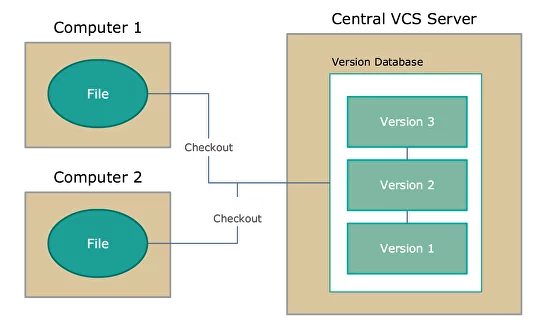 Computer 1
File
Checkout
Computer 2
File
Checkout
Central VCS Server
Version Database
Version 3
Version 2
Version 1